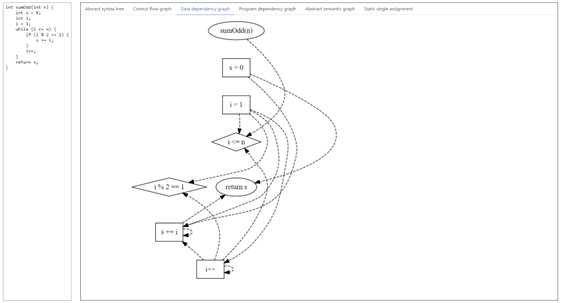 int sumOdd(int n) {
int s = 0;
int i;
i = 1;
while (i <= n) {
if (i % 2 == 1) {
s += i;
}
i++;
}
return s;
}
Abstract syntax tree
Control flow graph
Data dependency graph
Program dependency graph
Abstract semantic graph
Static single assignment
sumOdd(n)
s = 0
i = 1
i <= n
i % 2 == 1
return s
s += i
i++